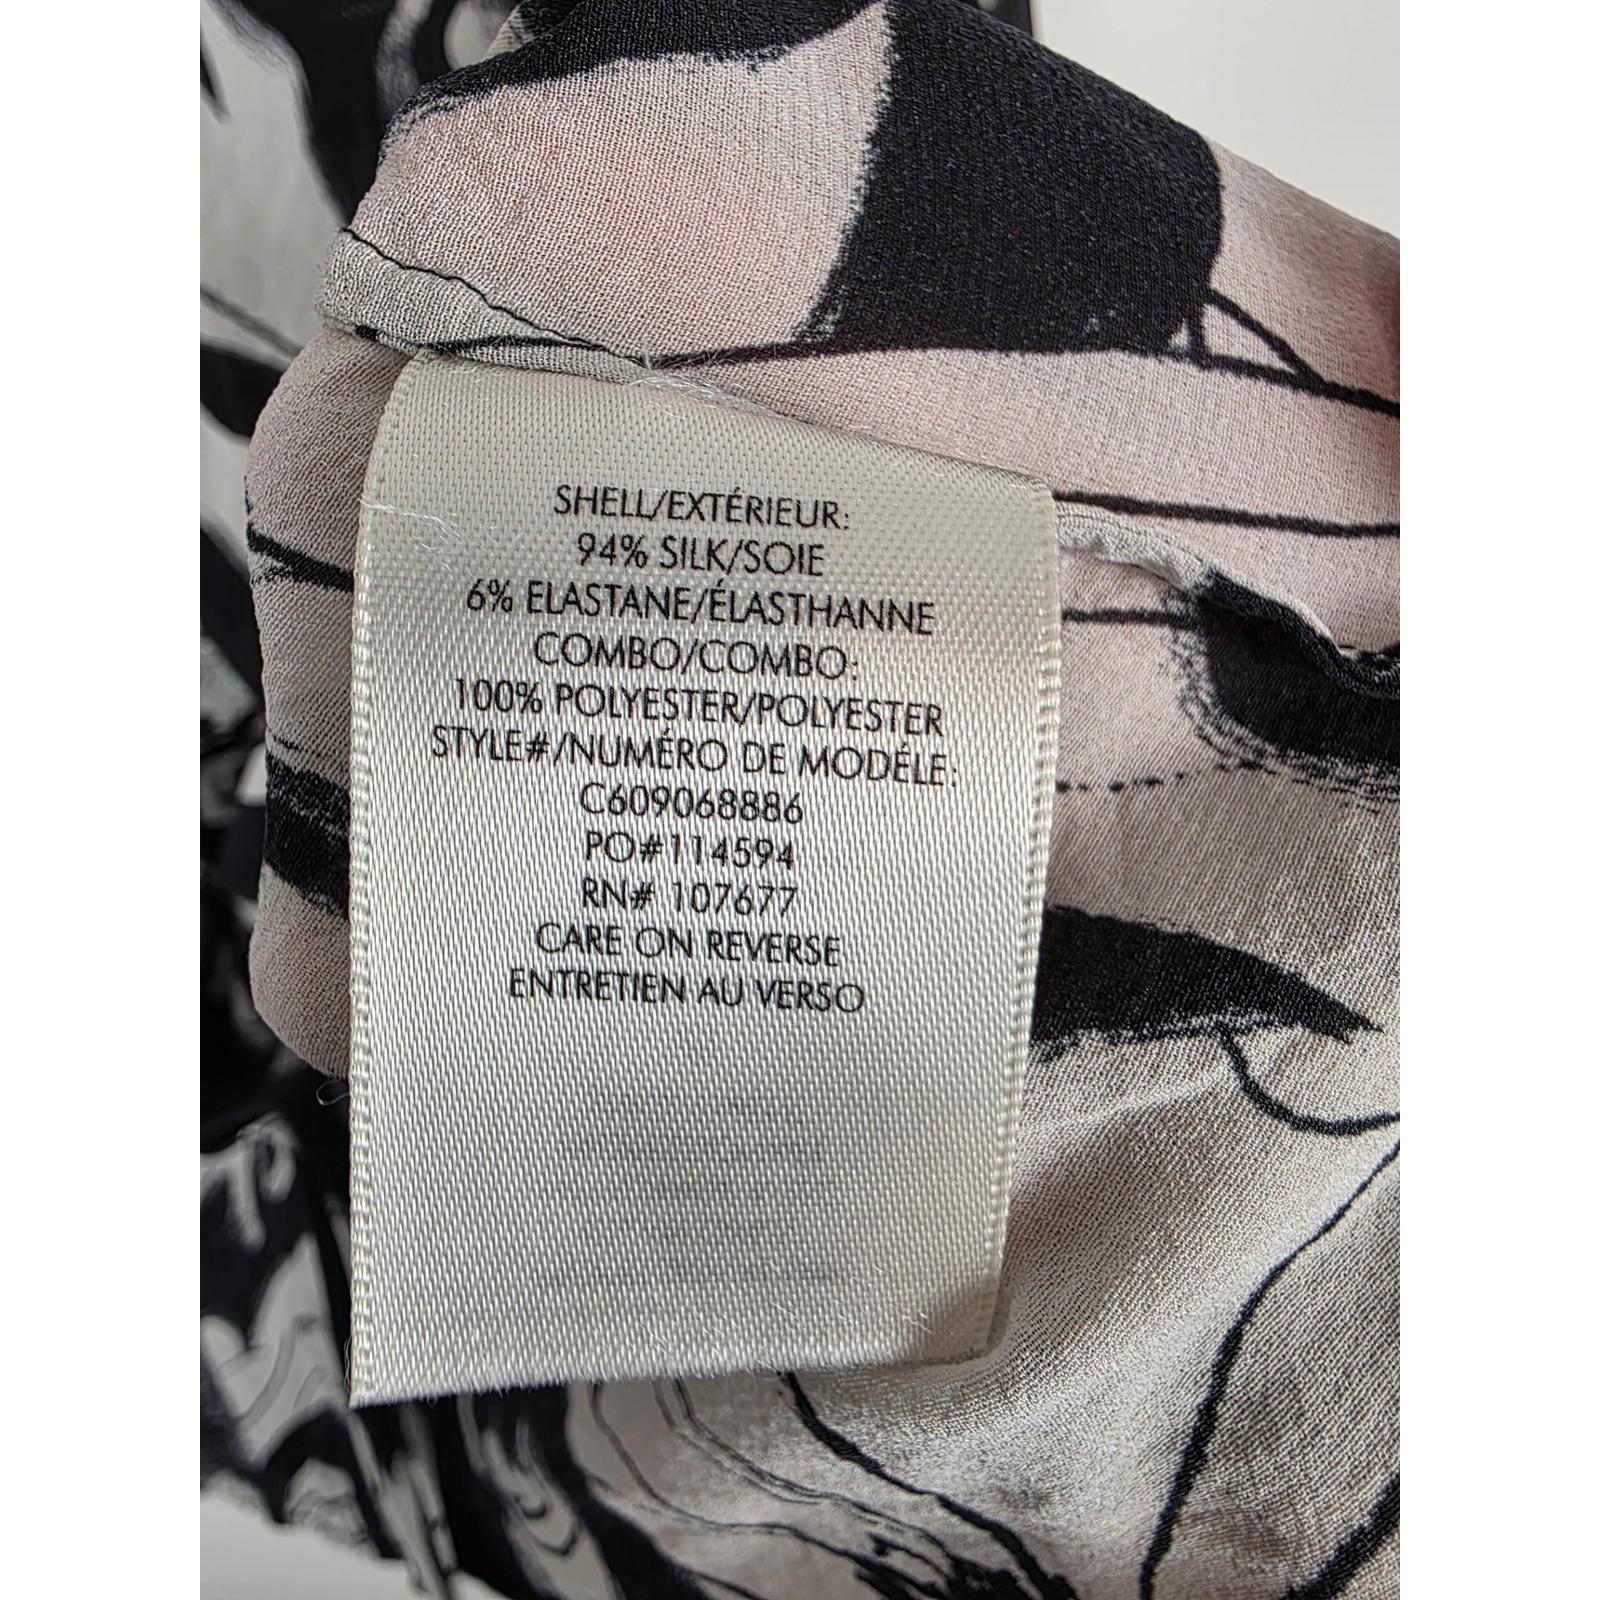 SHELL/EXTÉRIEUR:
94% SILK/SOIE
6% ELASTANE/ÉLASTHANNE
COMBO/COMBO:
100% POLYESTER/POLYESTER
STYLE#/NUMÉRO DE MODÉLE:
C609068886
PO#114594
RN# 107677
CARE ON REVERSE
ENTRETIEN AU VERSO